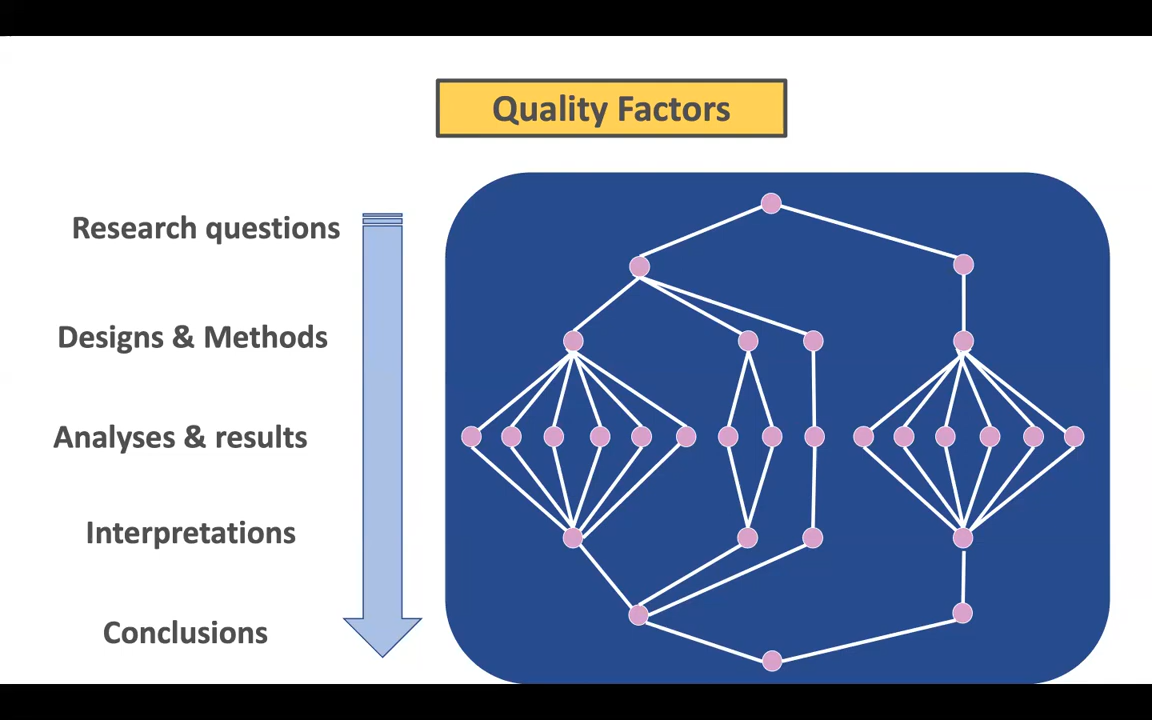 Quality Factors
Research questions
Designs & Methods
Analyses & results
Interpretations
Conclusions